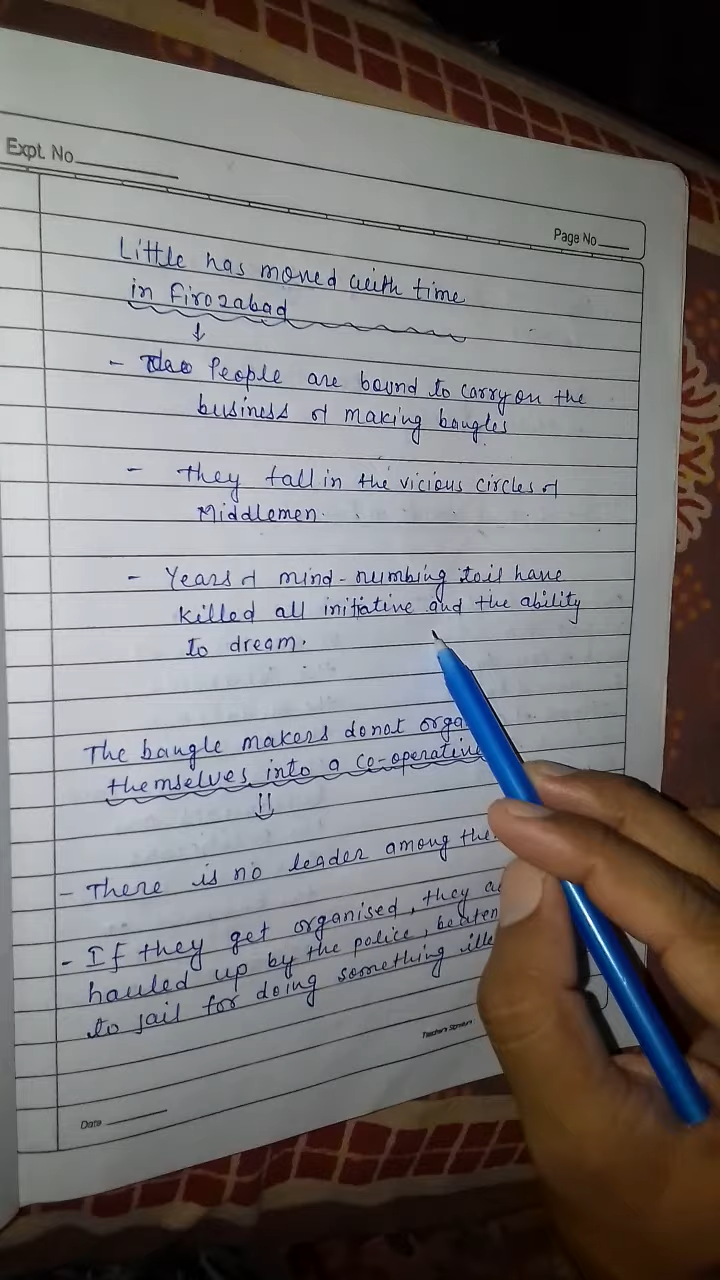 Expt. No
Page No
Little has moved with time
in Firozabad
↓
- People are bound to carry on the
business of making bangles
- they fall in the vicious circles of
Middlemen.
- Years of mind-numbing toil have
killed all initiative and the ability
to dream.
The bangle makers do not orga
themselves into a co-operative
⇓
- There is no leader among the
- If they get organised, they a
hauled up by the police, beaten
to jail for doing something ille
Teacher's Signature
Date